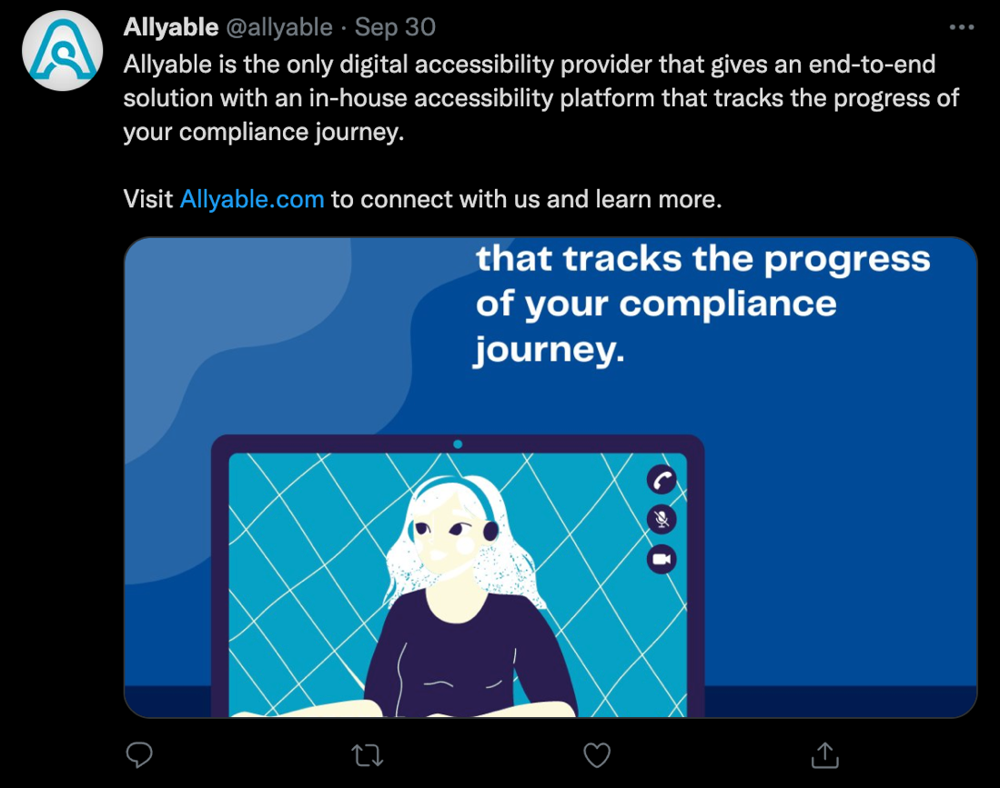 Allyable @allyable · Sep 30
Allyable is the only digital accessibility provider that gives an end-to-end
solution with an in-house accessibility platform that tracks the progress of
your compliance journey.
Visit Allyable.com to connect with us and learn more.
that tracks the progress
of your compliance
journey.